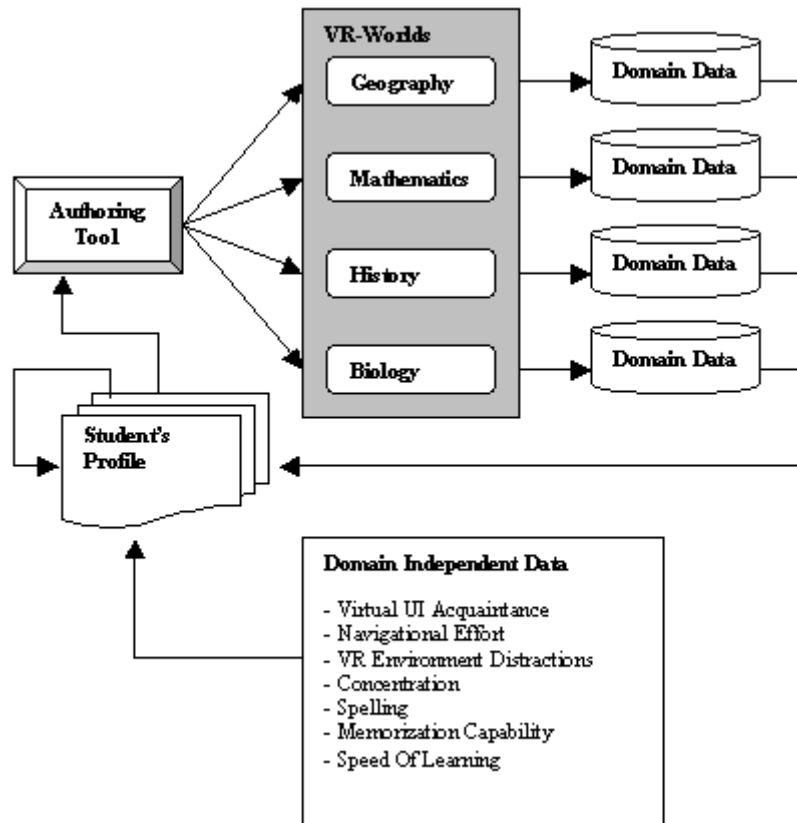 VR-Worlds
Geography
Domain Data
Mathematics
Domain Data
Authoring
Tool
History
Domain Data
Biology
Domain Data
Student's
Profile
Domain Independent Data
- Virtual UI Acquaintance
- Navigational Effort
- VR Environment Distractions
- Concentration
- Spelling
- Memorization Capability
- Speed Of Learning